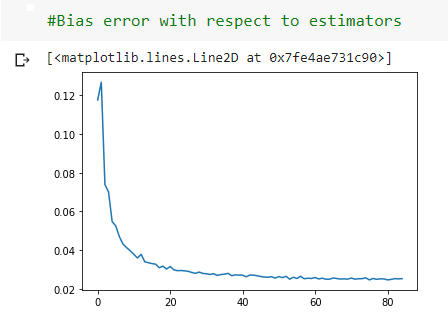 #Bias error with respect to estimators
[<matplotlib.lines.Line2D at 0x7fe4ae731c90>]
0.12
0.10
0.08
0.06
0.04
0.02
0 20 40 60 80